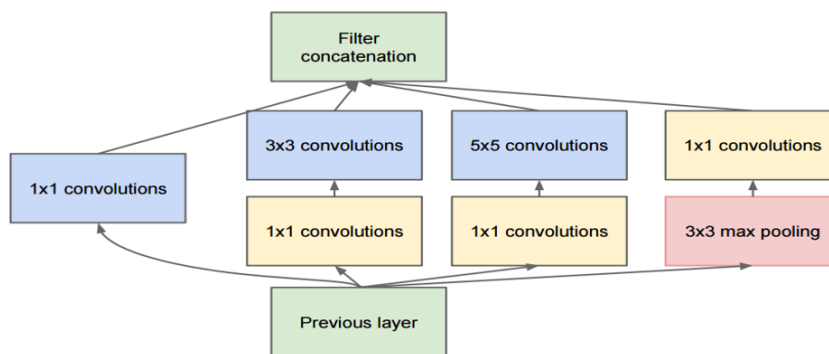 Filter
concatenation
3x3 convolutions
5x5 convolutions
1x1 convolutions
1x1 convolutions
1x1 convolutions
1x1 convolutions
3x3 max pooling
Previous layer